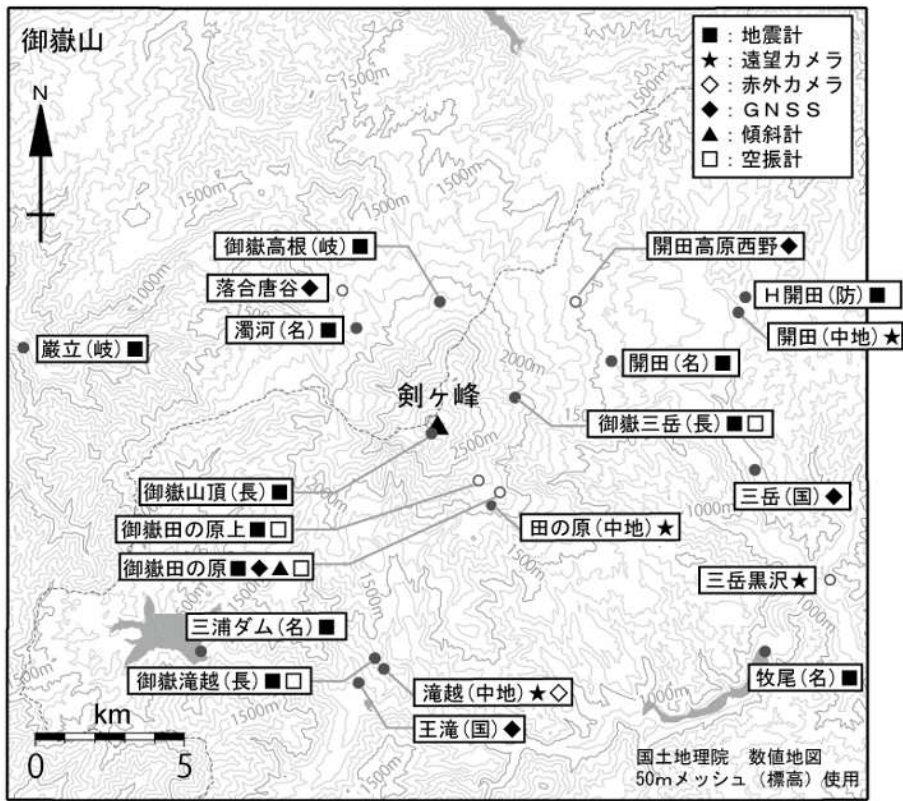 御嶽山
■：地震計
★：遠望カメラ
◇：赤外カメラ
◆：ＧＮＳＳ
▲：傾斜計
□：空振計
N
1500m
1500m
1500m
1500m
御嶽高根(岐)■
開田高原西野◆
落合唐谷◆
1000m
Ｈ開田(防)■
濁河(名)■
開田(中地)★
巌立(岐)■
2000m
開田(名)■
剣ヶ峰
御嶽三岳(長)■□
2500m
2000m
御嶽山頂(長)■
三岳(国)◆
1000m
御嶽田の原上■□
田の原(中地)★
御嶽田の原■◆▲□
三岳黒沢★
1500m
三浦ダム(名)■
御嶽滝越(長)■□
滝越(中地)★◇
牧尾(名)■
1000m
1500m
王滝(国)◆
km
0 5
1500m
国土地理院　数値地図
50mメッシュ（標高）使用